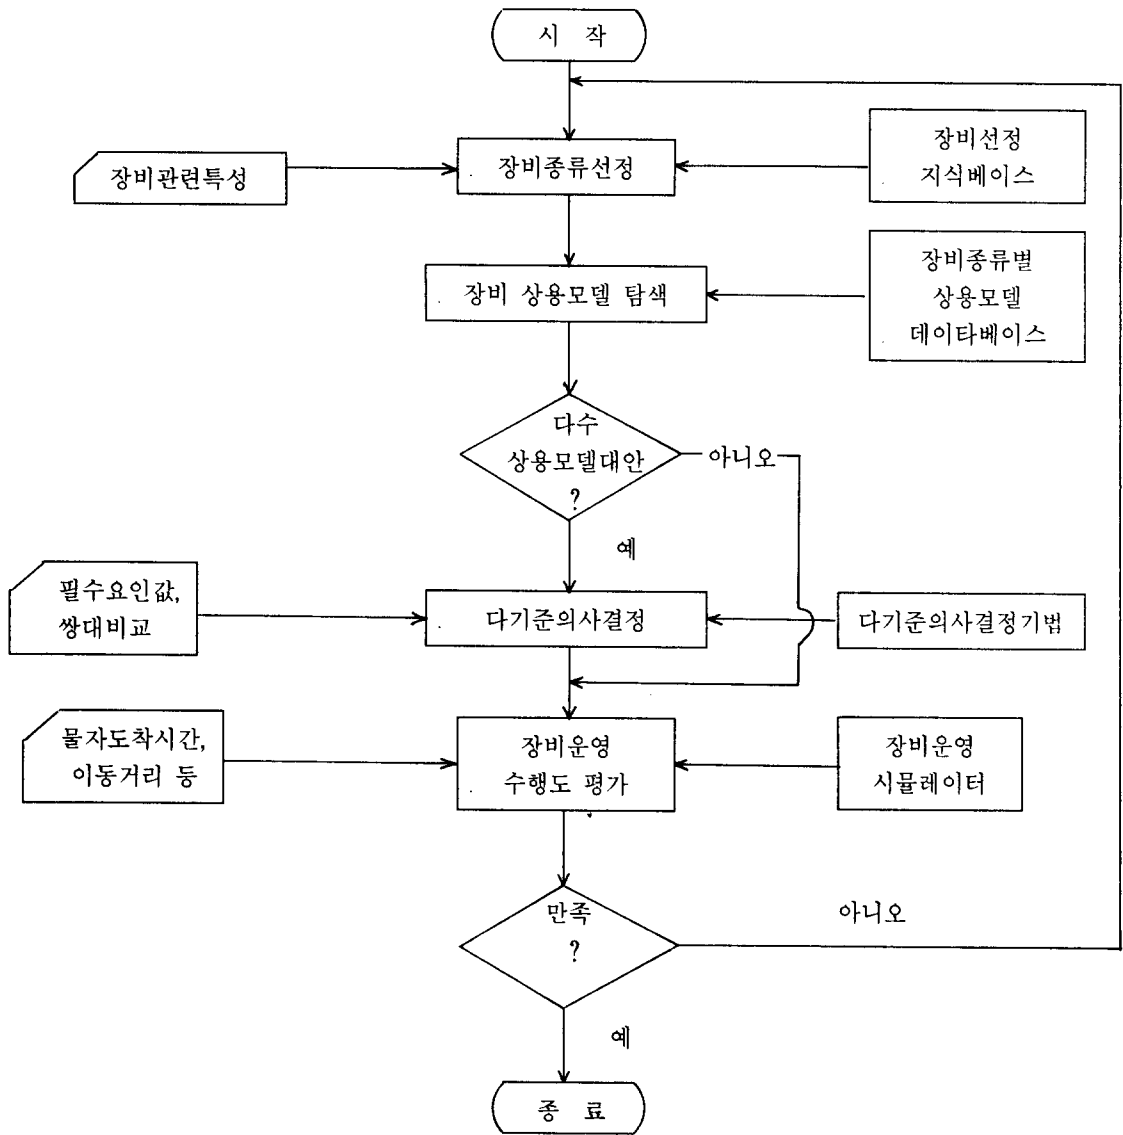 시 작
장비관련특성
장비종류선정
장비선정
지식베이스
장비 상용모델 탐색
장비종류별
상용모델
데이타베이스
다수
상용모델대안
?
아니오
예
필수요인값,
쌍대비교
다기준의사결정
다기준의사결정기법
물자도착시간,
이동거리 등
장비운영
수행도 평가
장비운영
시뮬레이터
만족
?
아니오
예
종 료